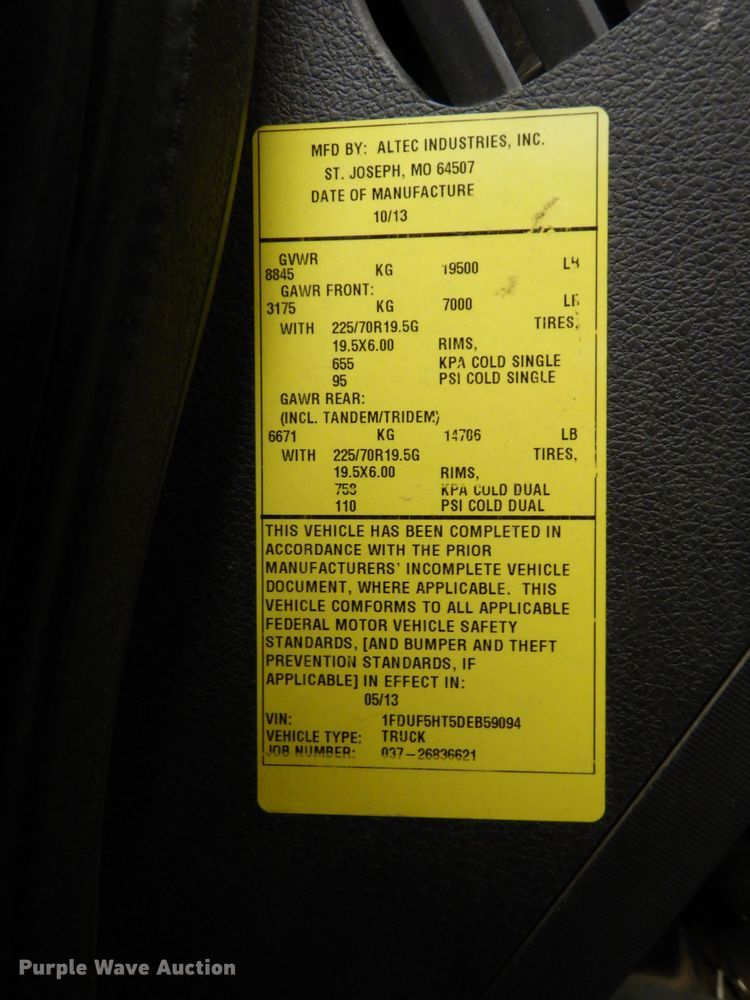 MFD BY: ALTEC INDUSTRIES, INC.
ST. JOSEPH, MO 64507
DATE OF MANUFACTURE
10/13
GVWR
8845 KG 19500 LB
GAWR FRONT:
3175 KG 7000 LB
WITH 225/70R19.5G TIRES,
19.5X6.00 RIMS,
655 KPA COLD SINGLE
95 PSI COLD SINGLE
GAWR REAR:
(INCL. TANDEM/TRIDEM)
6671 KG 14706 LB
WITH 225/70R19.5G TIRES,
19.5X6.00 RIMS,
758 KPA COLD DUAL
110 PSI COLD DUAL
THIS VEHICLE HAS BEEN COMPLETED IN
ACCORDANCE WITH THE PRIOR
MANUFACTURERS' INCOMPLETE VEHICLE
DOCUMENT, WHERE APPLICABLE. THIS
VEHICLE COMFORMS TO ALL APPLICABLE
FEDERAL MOTOR VEHICLE SAFETY
STANDARDS, [AND BUMPER AND THEFT
PREVENTION STANDARDS, IF
APPLICABLE] IN EFFECT IN:
05/13
VIN: 1FDUF5HT5DEB59094
VEHICLE TYPE: TRUCK
JOB NUMBER: 037-26836621
Purple Wave Auction